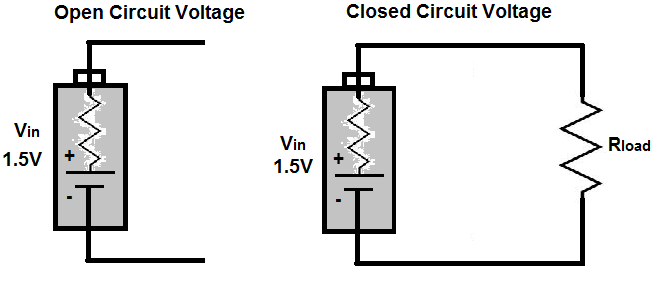 Open Circuit Voltage
Vin
1.5V
+
-
Closed Circuit Voltage
Vin
1.5V
+
-
Rload